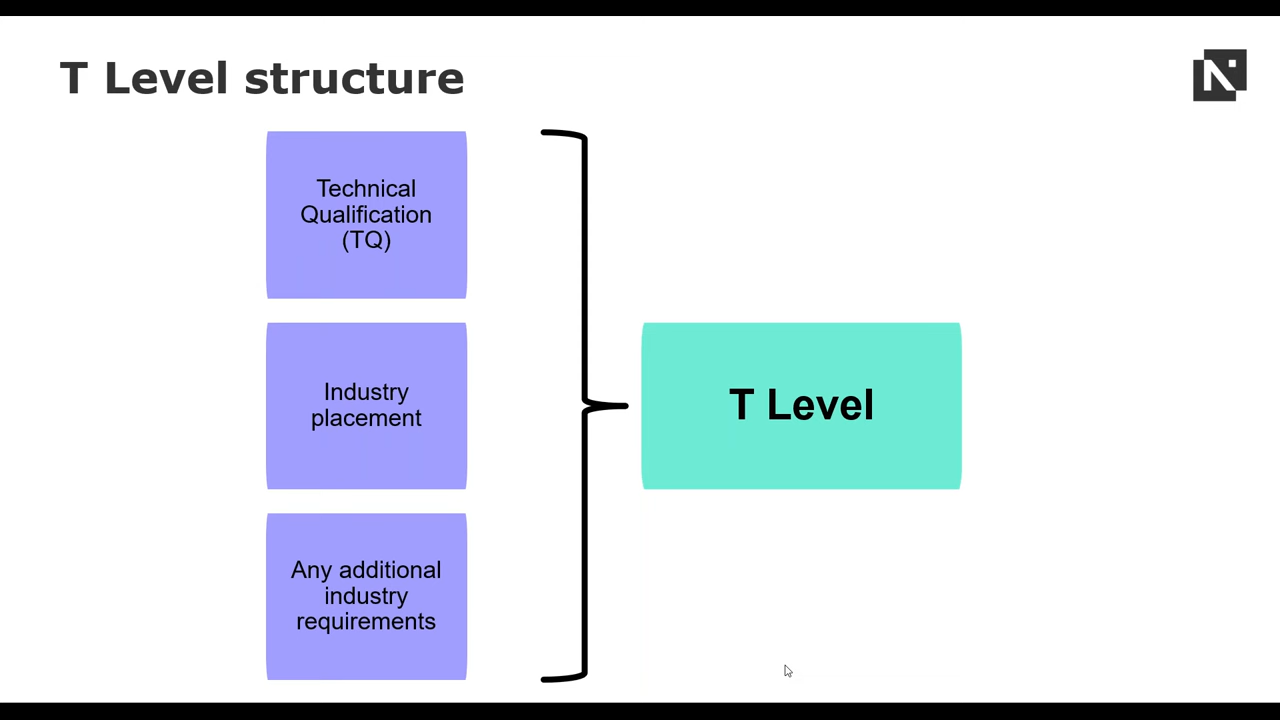 T Level structure
Technical
Qualification
(TQ)
Industry
placement
T Level
Any additional
industry
requirements